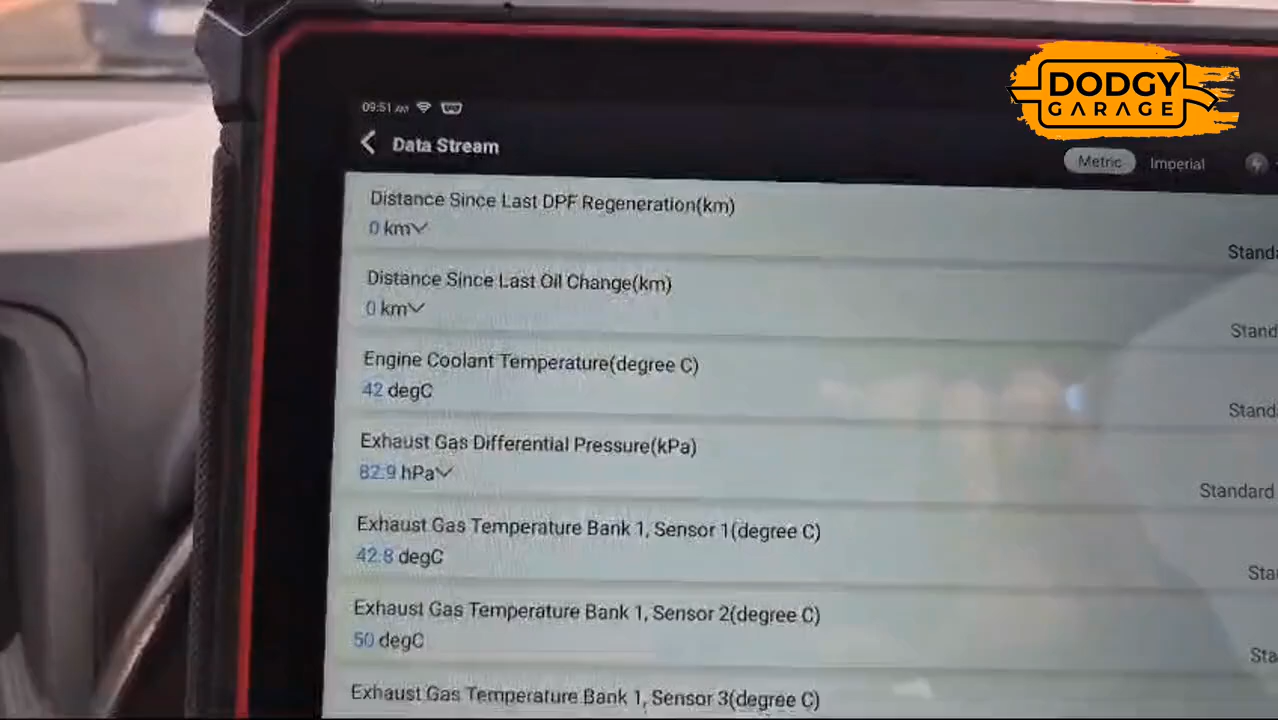 DODGY
GARAGE
09:51 AM
Data Stream
Metric
Imperial
Distance Since Last DPF Regeneration(km)
0 km
Standa
Distance Since Last Oil Change(km)
0 km
Stand
Engine Coolant Temperature(degree C)
42 degC
Stand
Exhaust Gas Differential Pressure(kPa)
82.9 hPa
Standard
Exhaust Gas Temperature Bank 1, Sensor 1(degree C)
42.8 degC
Sta
Exhaust Gas Temperature Bank 1, Sensor 2(degree C)
50 degC
Sta
Exhaust Gas Temperature Bank 1, Sensor 3(degree C)